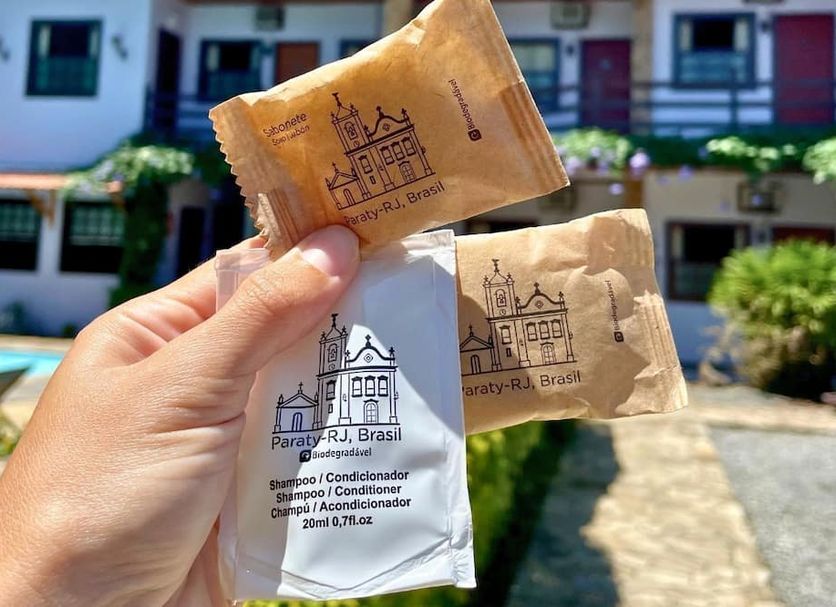 Sabonete
Soap / Jabón
Biodegradável
Paraty-RJ, Brasil
Paraty-RJ, Brasil
Biodegradável
Paraty-RJ, Brasil
Biodegradável
Shampoo / Condicionador
Shampoo / Conditioner
Champú / Acondicionador
20ml 0,7fl.oz